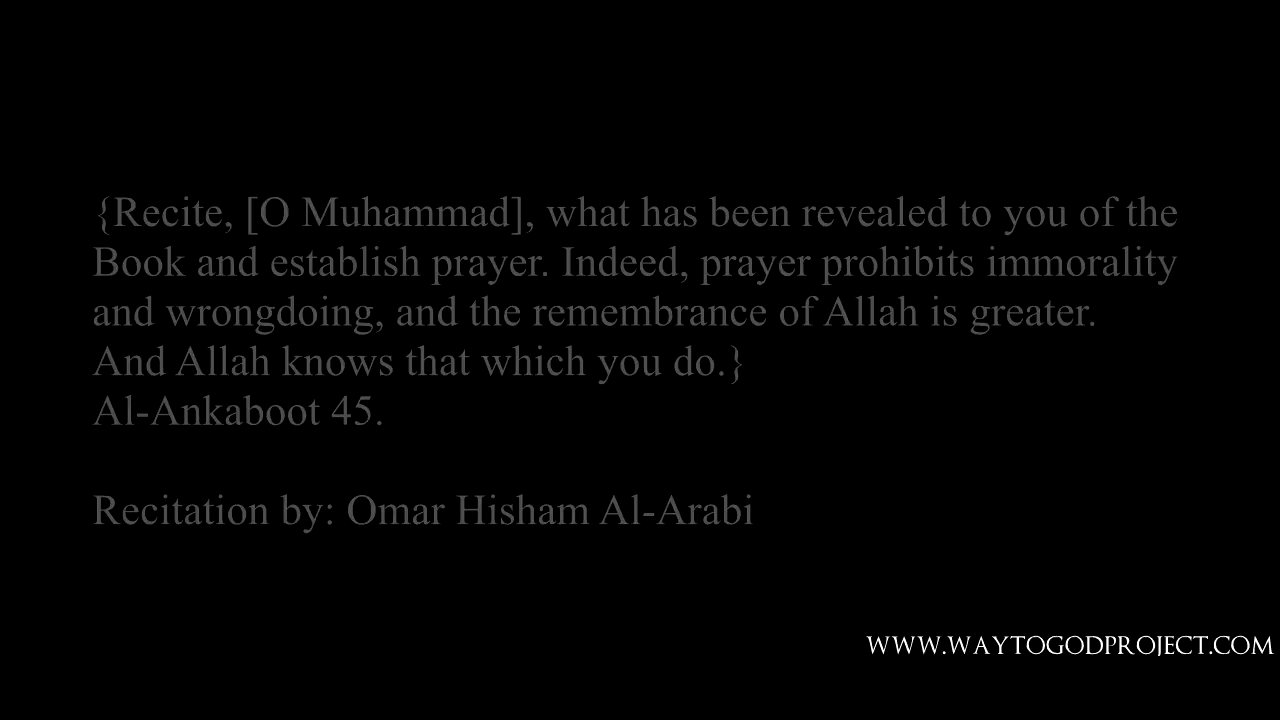 {Recite, [O Muhammad], what has been revealed to you of the
Book and establish prayer. Indeed, prayer prohibits immorality
and wrongdoing, and the remembrance of Allah is greater.
And Allah knows that which you do.}
Al-Ankaboot 45.
Recitation by: Omar Hisham Al-Arabi
WWW.WAYTOGODPROJECT.COM